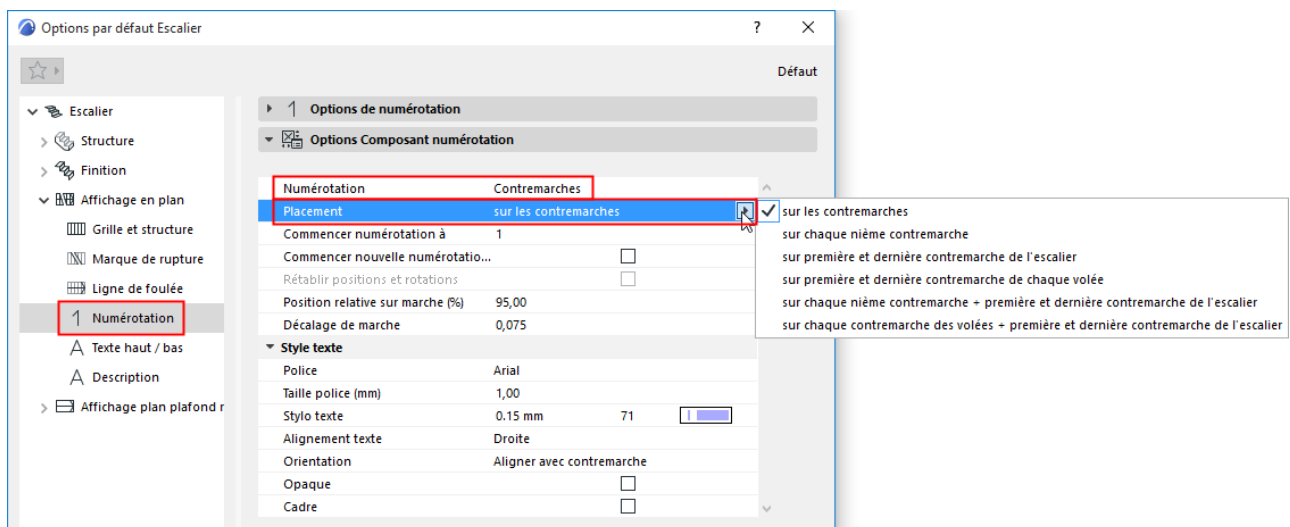 Options par défaut Escalier ?
Défaut
Escalier
Structure
Finition
Affichage en plan
Grille et structure
Marque de rupture
Ligne de foulée
1 Numérotation
A Texte haut / bas
A Description
Affichage plan plafond r
1 Options de numérotation
Options Composant numérotation
Numérotation Contremarches
Placement sur les contremarches
Commencer numérotation à 1
Commencer nouvelle numérotatio...
Rétablir positions et rotations
Position relative sur marche (%) 95,00
Décalage de marche 0,075
Style texte
Police Arial
Taille police (mm) 1,00
Stylo texte 0.15 mm 71
Alignement texte Droite
Orientation Aligner avec contremarche
Opaque
Cadre
sur les contremarches
sur chaque nième contremarche
sur première et dernière contremarche de l'escalier
sur première et dernière contremarche de chaque volée
sur chaque nième contremarche + première et dernière contremarche de l'escalier
sur chaque contremarche des volées + première et dernière contremarche de l'escalier